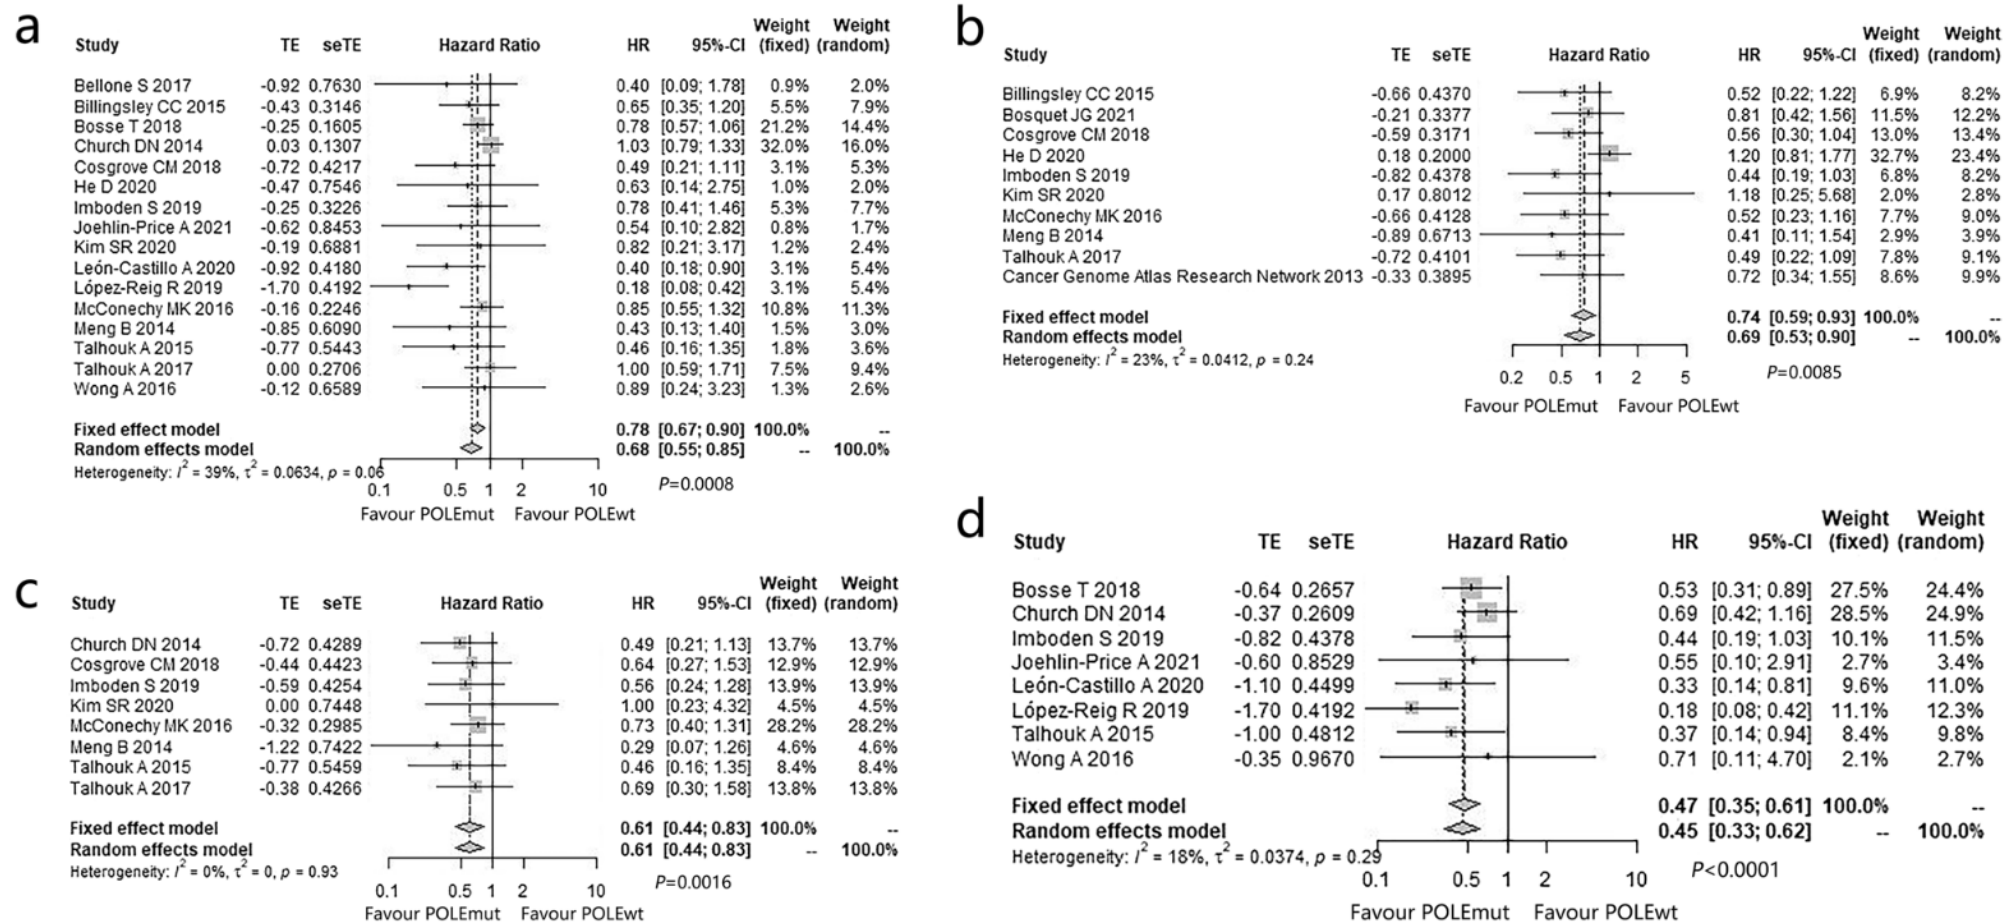 a
Weight Weight
Study TE seTE Hazard Ratio HR 95%-CI (fixed) (random)
Bellone S 2017 -0.92 0.7630 0.40 [0.09; 1.78] 0.9% 2.0%
Billingsley CC 2015 -0.43 0.3146 0.65 [0.35; 1.20] 5.5% 7.9%
Bosse T 2018 -0.25 0.1605 0.78 [0.57; 1.06] 21.2% 14.4%
Church DN 2014 0.03 0.1307 1.03 [0.79; 1.33] 32.0% 16.0%
Cosgrove CM 2018 -0.72 0.4217 0.49 [0.21; 1.11] 3.1% 5.3%
He D 2020 -0.47 0.7546 0.63 [0.14; 2.75] 1.0% 2.0%
Imboden S 2019 -0.25 0.3226 0.78 [0.41; 1.46] 5.3% 7.7%
Joehlin-Price A 2021 -0.62 0.8453 0.54 [0.10; 2.82] 0.8% 1.7%
Kim SR 2020 -0.19 0.6881 0.82 [0.21; 3.17] 1.2% 2.4%
León-Castillo A 2020 -0.92 0.4180 0.40 [0.18; 0.90] 3.1% 5.4%
López-Reig R 2019 -1.70 0.4192 0.18 [0.08; 0.42] 3.1% 5.4%
McConechy MK 2016 -0.16 0.2246 0.85 [0.55; 1.32] 10.8% 11.3%
Meng B 2014 -0.85 0.6090 0.43 [0.13; 1.40] 1.5% 3.0%
Talhouk A 2015 -0.77 0.5443 0.46 [0.16; 1.35] 1.8% 3.6%
Talhouk A 2017 0.00 0.2706 1.00 [0.59; 1.71] 7.5% 9.4%
Wong A 2016 -0.12 0.6589 0.89 [0.24; 3.23] 1.3% 2.6%
Fixed effect model 0.78 [0.67; 0.90] 100.0% --
Random effects model 0.68 [0.55; 0.85] -- 100.0%
Heterogeneity: I² = 39%, τ² = 0.0634, p = 0.06
P=0.0008
0.1 0.5 1 2 10
Favour POLEmut Favour POLEwt
b
Weight Weight
Study TE seTE Hazard Ratio HR 95%-CI (fixed) (random)
Billingsley CC 2015 -0.66 0.4370 0.52 [0.22; 1.22] 6.9% 8.2%
Bosquet JG 2021 -0.21 0.3377 0.81 [0.42; 1.56] 11.5% 12.2%
Cosgrove CM 2018 -0.59 0.3171 0.56 [0.30; 1.04] 13.0% 13.4%
He D 2020 0.18 0.2000 1.20 [0.81; 1.77] 32.7% 23.4%
Imboden S 2019 -0.82 0.4378 0.44 [0.19; 1.03] 6.8% 8.2%
Kim SR 2020 0.17 0.8012 1.18 [0.25; 5.68] 2.0% 2.8%
McConechy MK 2016 -0.66 0.4128 0.52 [0.23; 1.16] 7.7% 9.0%
Meng B 2014 -0.89 0.6713 0.41 [0.11; 1.54] 2.9% 3.9%
Talhouk A 2017 -0.72 0.4101 0.49 [0.22; 1.09] 7.8% 9.1%
Cancer Genome Atlas Research Network 2013 -0.33 0.3895 0.72 [0.34; 1.55] 8.6% 9.9%
Fixed effect model 0.74 [0.59; 0.93] 100.0% --
Random effects model 0.69 [0.53; 0.90] -- 100.0%
Heterogeneity: I² = 23%, τ² = 0.0412, p = 0.24
0.2 0.5 1 2 5
P=0.0085
Favour POLEmut Favour POLEwt
c
Weight Weight
Study TE seTE Hazard Ratio HR 95%-CI (fixed) (random)
Church DN 2014 -0.72 0.4289 0.49 [0.21; 1.13] 13.7% 13.7%
Cosgrove CM 2018 -0.44 0.4423 0.64 [0.27; 1.53] 12.9% 12.9%
Imboden S 2019 -0.59 0.4254 0.56 [0.24; 1.28] 13.9% 13.9%
Kim SR 2020 0.00 0.7448 1.00 [0.23; 4.32] 4.5% 4.5%
McConechy MK 2016 -0.32 0.2985 0.73 [0.40; 1.31] 28.2% 28.2%
Meng B 2014 -1.22 0.7422 0.29 [0.07; 1.26] 4.6% 4.6%
Talhouk A 2015 -0.77 0.5459 0.46 [0.16; 1.35] 8.4% 8.4%
Talhouk A 2017 -0.38 0.4266 0.69 [0.30; 1.58] 13.8% 13.8%
Fixed effect model 0.61 [0.44; 0.83] 100.0% --
Random effects model 0.61 [0.44; 0.83] -- 100.0%
Heterogeneity: I² = 0%, τ² = 0, p = 0.93
P=0.0016
0.1 0.5 1 2 10
Favour POLEmut Favour POLEwt
d
Weight Weight
Study TE seTE Hazard Ratio HR 95%-CI (fixed) (random)
Bosse T 2018 -0.64 0.2657 0.53 [0.31; 0.89] 27.5% 24.4%
Church DN 2014 -0.37 0.2609 0.69 [0.42; 1.16] 28.5% 24.9%
Imboden S 2019 -0.82 0.4378 0.44 [0.19; 1.03] 10.1% 11.5%
Joehlin-Price A 2021 -0.60 0.8529 0.55 [0.10; 2.91] 2.7% 3.4%
León-Castillo A 2020 -1.10 0.4499 0.33 [0.14; 0.81] 9.6% 11.0%
López-Reig R 2019 -1.70 0.4192 0.18 [0.08; 0.42] 11.1% 12.3%
Talhouk A 2015 -1.00 0.4812 0.37 [0.14; 0.94] 8.4% 9.8%
Wong A 2016 -0.35 0.9670 0.71 [0.11; 4.70] 2.1% 2.7%
Fixed effect model 0.47 [0.35; 0.61] 100.0% --
Random effects model 0.45 [0.33; 0.62] -- 100.0%
Heterogeneity: I² = 18%, τ² = 0.0374, p = 0.29
P<0.0001
0.1 0.5 1 2 10
Favour POLEmut Favour POLEwt